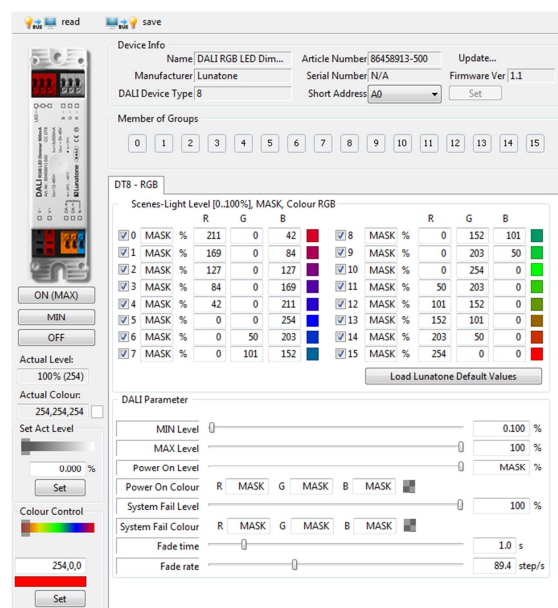 BUS read BUS save
Device Info
Name DALI RGB LED Dim... Article Number 86458913-500 Update...
Manufacturer Lunatone Serial Number N/A Firmware Ver 1.1
DALI Device Type 8 Short Address A0 Set
Member of Groups
0 1 2 3 4 5 6 7 8 9 10 11 12 13 14 15
DT8 - RGB
Scenes-Light Level [0..100%], MASK, Colour RGB
R G B R G B
0 MASK % 211 0 42 8 MASK % 0 152 101
1 MASK % 169 0 84 9 MASK % 0 203 50
2 MASK % 127 0 127 10 MASK % 0 254 0
3 MASK % 84 0 169 11 MASK % 50 203 0
4 MASK % 42 0 211 12 MASK % 101 152 0
5 MASK % 0 0 254 13 MASK % 152 101 0
6 MASK % 0 50 203 14 MASK % 203 50 0
7 MASK % 0 101 152 15 MASK % 254 0 0
Load Lunatone Default Values
DALI Parameter
MIN Level 0.100 %
MAX Level 100 %
Power On Level MASK %
Power On Colour R MASK G MASK B MASK
System Fail Level 100 %
System Fail Colour R MASK G MASK B MASK
Fade time 1.0 s
Fade rate 89.4 step/s
DALI RGB LED Dimmer
Lunatone
ON (MAX)
MIN
OFF
Actual Level:
100% (254)
Actual Colour:
254,254,254
Set Act Level
0.000 %
Set
Colour Control
254,0,0
Set